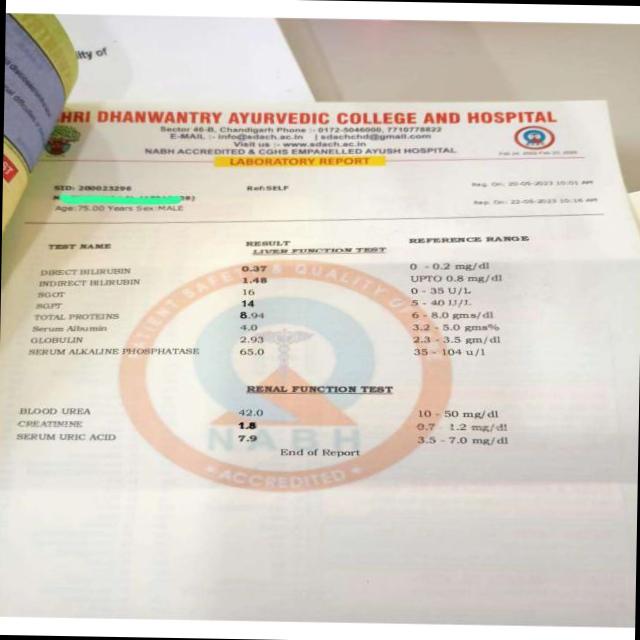 lity of
HRI DHANWANTRY AYURVEDIC COLLEGE AND HOSPITAL
Sector 46-B, Chandigarh Phone :- 0172-5046000, 7710778822
E-MAIL :- info@sdach.ac.in | sdachchd@gmail.com
Visit us :- www.sdach.ac.in
NABH ACCREDITED & CGHS EMPANELLED AYUSH HOSPITAL
LABORATORY REPORT
SID: 200023296 Ref:SELF Reg. On: 20-05-2023 10:01 AM
Rep. On: 22-05-2023 10:16 AM
Age:75.00 Years Sex:MALE
TEST NAME RESULT REFERENCE RANGE
LIVER FUNCTION TEST
DIRECT BILIRUBIN 0.37 0 - 0.2 mg/dl
INDIRECT BILIRUBIN 1.48 UPTO 0.8 mg/dl
SGOT 16 0 - 35 U/L
SGPT 14 5 - 40 U/L
TOTAL PROTEINS 8.94 6 - 8.0 gms/dl
Serum Albumin 4.0 3.2 - 5.0 gms%
GLOBULIN 2.93 2.3 - 3.5 gm/dl
SERUM ALKALINE PHOSPHATASE 65.0 35 - 104 u/l
RENAL FUNCTION TEST
BLOOD UREA 42.0 10 - 50 mg/dl
CREATININE 1.8 0.7 - 1.2 mg/dl
SERUM URIC ACID 7.9 3.5 - 7.0 mg/dl
End of Report
PATIENT SAFETY & QUALITY OF
NABH
ACCREDITED